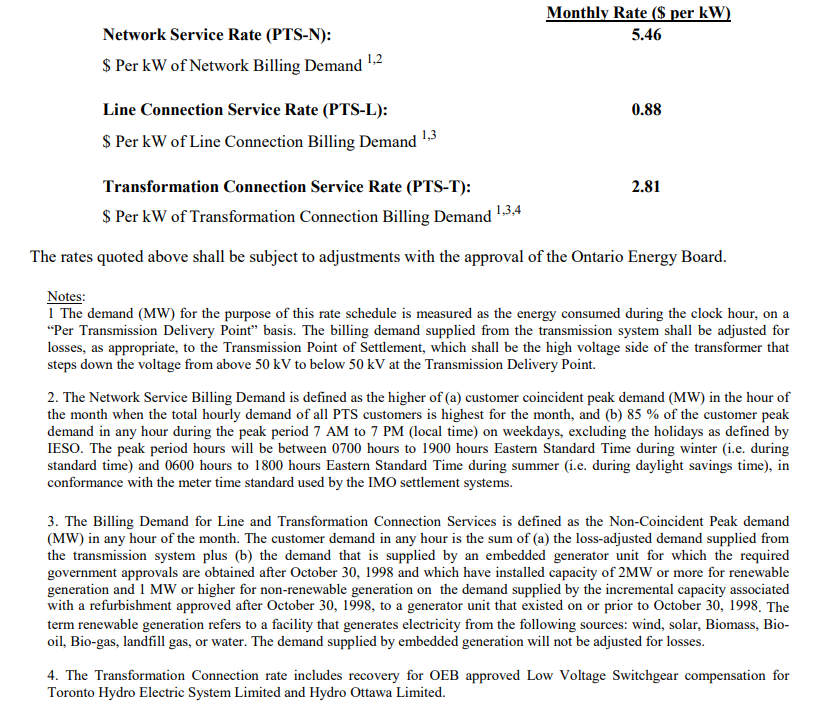 Monthly Rate ($ per kW)
Network Service Rate (PTS-N): 5.46
$ Per kW of Network Billing Demand 1,2
Line Connection Service Rate (PTS-L): 0.88
$ Per kW of Line Connection Billing Demand 1,3
Transformation Connection Service Rate (PTS-T): 2.81
$ Per kW of Transformation Connection Billing Demand 1,3,4
The rates quoted above shall be subject to adjustments with the approval of the Ontario Energy Board.
Notes:
1 The demand (MW) for the purpose of this rate schedule is measured as the energy consumed during the clock hour, on a
“Per Transmission Delivery Point” basis. The billing demand supplied from the transmission system shall be adjusted for
losses, as appropriate, to the Transmission Point of Settlement, which shall be the high voltage side of the transformer that
steps down the voltage from above 50 kV to below 50 kV at the Transmission Delivery Point.
2. The Network Service Billing Demand is defined as the higher of (a) customer coincident peak demand (MW) in the hour of
the month when the total hourly demand of all PTS customers is highest for the month, and (b) 85 % of the customer peak
demand in any hour during the peak period 7 AM to 7 PM (local time) on weekdays, excluding the holidays as defined by
IESO. The peak period hours will be between 0700 hours to 1900 hours Eastern Standard Time during winter (i.e. during
standard time) and 0600 hours to 1800 hours Eastern Standard Time during summer (i.e. during daylight savings time), in
conformance with the meter time standard used by the IMO settlement systems.
3. The Billing Demand for Line and Transformation Connection Services is defined as the Non-Coincident Peak demand
(MW) in any hour of the month. The customer demand in any hour is the sum of (a) the loss-adjusted demand supplied from
the transmission system plus (b) the demand that is supplied by an embedded generator unit for which the required
government approvals are obtained after October 30, 1998 and which have installed capacity of 2MW or more for renewable
generation and 1 MW or higher for non-renewable generation on the demand supplied by the incremental capacity associated
with a refurbishment approved after October 30, 1998, to a generator unit that existed on or prior to October 30, 1998. The
term renewable generation refers to a facility that generates electricity from the following sources: wind, solar, Biomass, Bio-
oil, Bio-gas, landfill gas, or water. The demand supplied by embedded generation will not be adjusted for losses.
4. The Transformation Connection rate includes recovery for OEB approved Low Voltage Switchgear compensation for
Toronto Hydro Electric System Limited and Hydro Ottawa Limited.